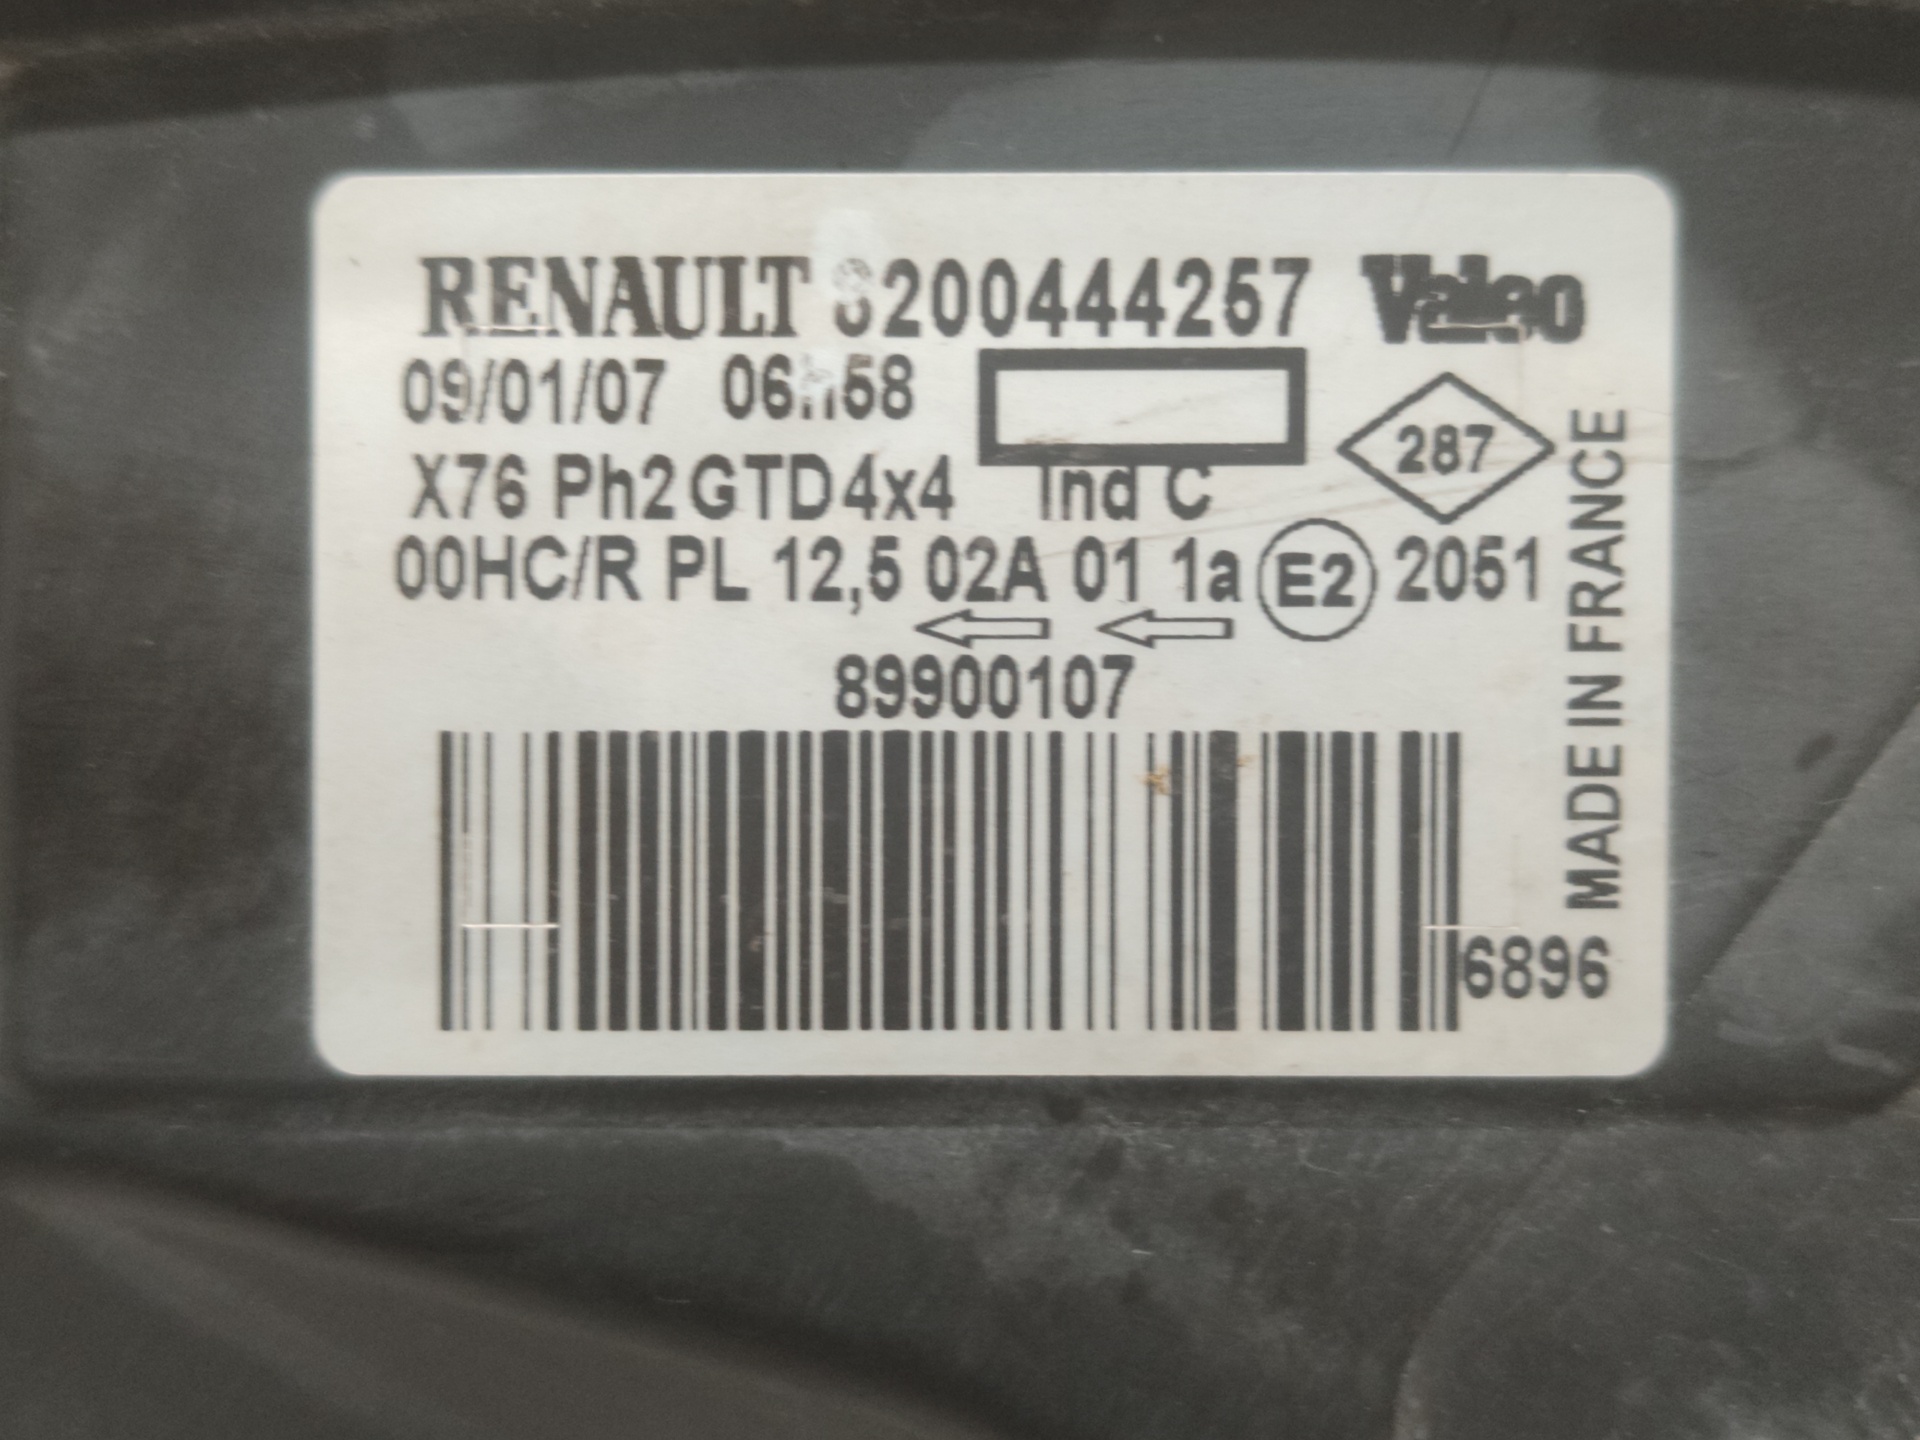 RENAULT 8200444257 Valeo
09/01/07 06h58
287
X76 Ph2 GTD 4x4 Ind C
00HC/R PL 12,5 02A 01 1a E2 2051
89900107
6896
MADE IN FRANCE